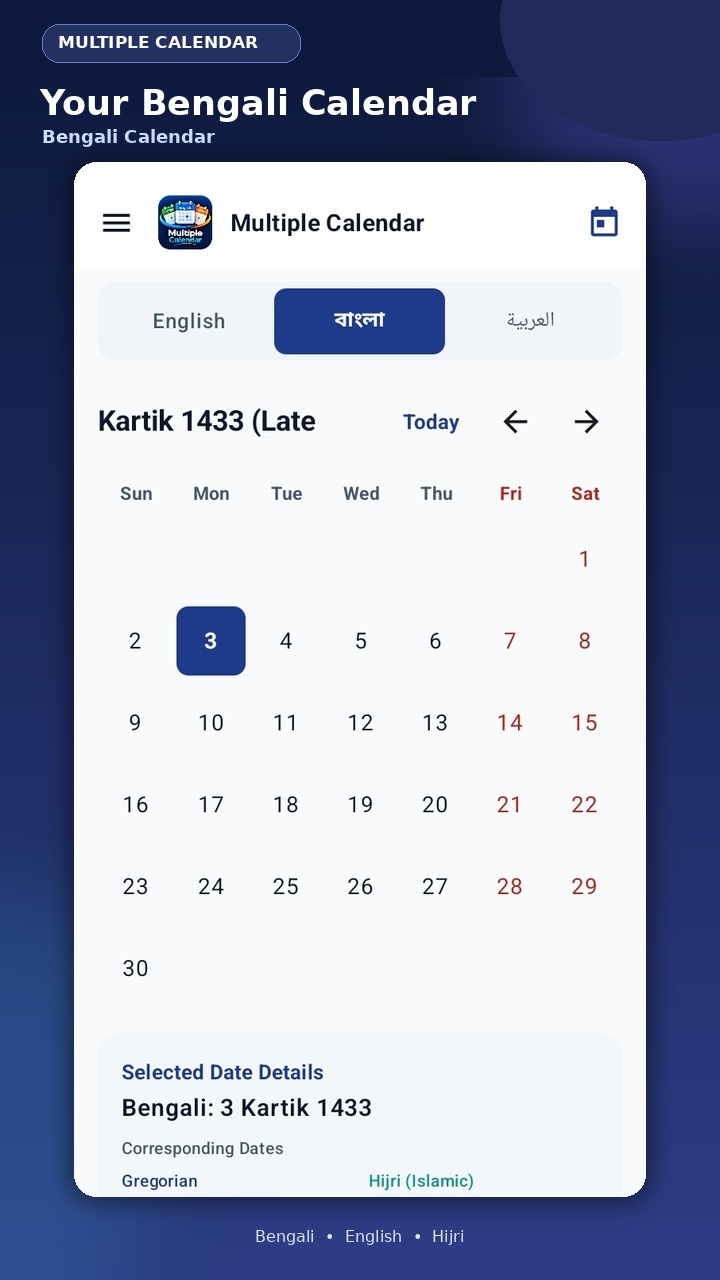 MULTIPLE CALENDAR
Your Bengali Calendar
Bengali Calendar
Multiple Calendar
Multiple Calendar
English বাংলা العربية
Kartik 1433 (Late Today
Sun Mon Tue Wed Thu Fri Sat
1
2 3 4 5 6 7 8
9 10 11 12 13 14 15
16 17 18 19 20 21 22
23 24 25 26 27 28 29
30
Selected Date Details
Bengali: 3 Kartik 1433
Corresponding Dates
Gregorian Hijri (Islamic)
Bengali • English • Hijri